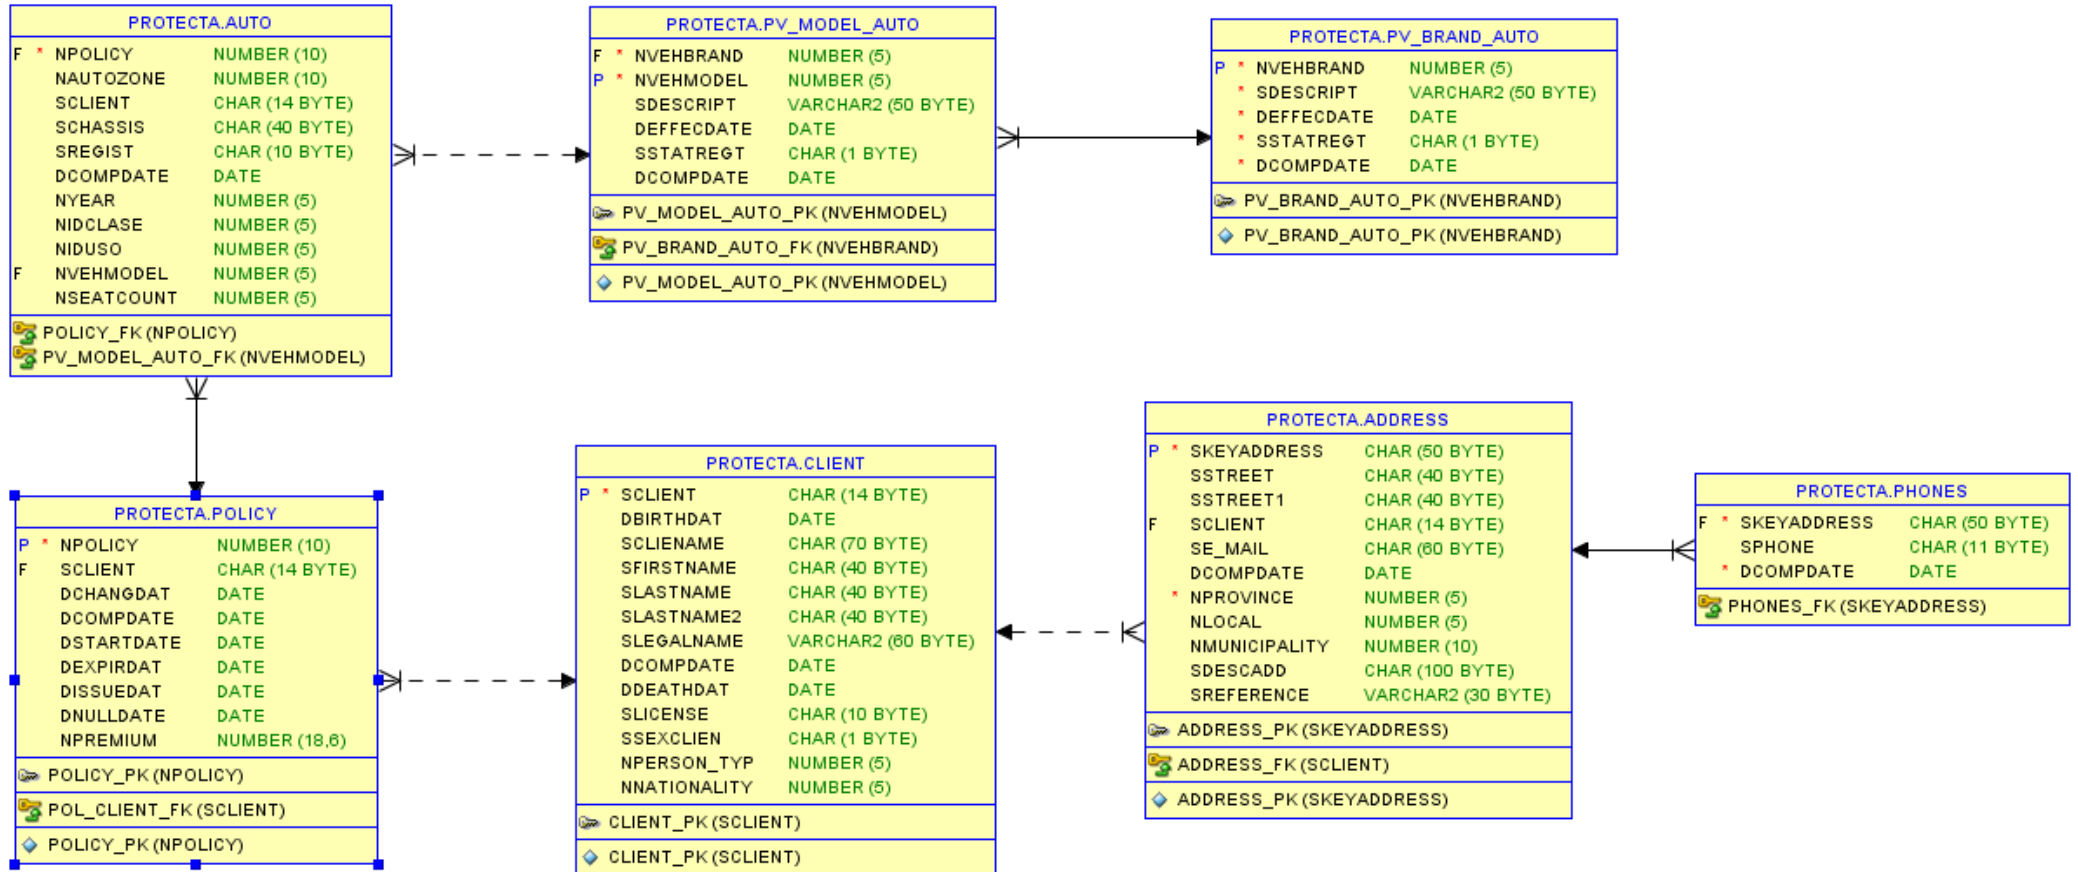 PROTECTA.AUTO
F * NPOLICY NUMBER (10)
NAUTOZONE NUMBER (10)
SCLIENT CHAR (14 BYTE)
SCHASSIS CHAR (40 BYTE)
SREGIST CHAR (10 BYTE)
DCOMPDATE DATE
NYEAR NUMBER (5)
NIDCLASE NUMBER (5)
NIDUSO NUMBER (5)
F NVEHMODEL NUMBER (5)
NSEATCOUNT NUMBER (5)
POLICY_FK (NPOLICY)
PV_MODEL_AUTO_FK (NVEHMODEL)
PROTECTA.PV_MODEL_AUTO
F * NVEHBRAND NUMBER (5)
P * NVEHMODEL NUMBER (5)
SDESCRIPT VARCHAR2 (50 BYTE)
DEFFECDATE DATE
SSTATREGT CHAR (1 BYTE)
DCOMPDATE DATE
PV_MODEL_AUTO_PK (NVEHMODEL)
PV_BRAND_AUTO_FK (NVEHBRAND)
PV_MODEL_AUTO_PK (NVEHMODEL)
PROTECTA.PV_BRAND_AUTO
P * NVEHBRAND NUMBER (5)
* SDESCRIPT VARCHAR2 (50 BYTE)
* DEFFECDATE DATE
* SSTATREGT CHAR (1 BYTE)
* DCOMPDATE DATE
PV_BRAND_AUTO_PK (NVEHBRAND)
PV_BRAND_AUTO_PK (NVEHBRAND)
PROTECTA.POLICY
P * NPOLICY NUMBER (10)
F SCLIENT CHAR (14 BYTE)
DCHANGDAT DATE
DCOMPDATE DATE
DSTARTDATE DATE
DEXPIRDAT DATE
DISSUEDAT DATE
DNULLDATE DATE
NPREMIUM NUMBER (18,6)
POLICY_PK (NPOLICY)
POL_CLIENT_FK (SCLIENT)
POLICY_PK (NPOLICY)
PROTECTA.CLIENT
P * SCLIENT CHAR (14 BYTE)
DBIRTHDAT DATE
SCLIENAME CHAR (70 BYTE)
SFIRSTNAME CHAR (40 BYTE)
SLASTNAME CHAR (40 BYTE)
SLASTNAME2 CHAR (40 BYTE)
SLEGALNAME VARCHAR2 (60 BYTE)
DCOMPDATE DATE
DDEATHDAT DATE
SLICENSE CHAR (10 BYTE)
SSEXCLIEN CHAR (1 BYTE)
NPERSON_TYP NUMBER (5)
NNATIONALITY NUMBER (5)
CLIENT_PK (SCLIENT)
CLIENT_PK (SCLIENT)
PROTECTA.ADDRESS
P * SKEYADDRESS CHAR (50 BYTE)
SSTREET CHAR (40 BYTE)
SSTREET1 CHAR (40 BYTE)
F SCLIENT CHAR (14 BYTE)
SE_MAIL CHAR (60 BYTE)
DCOMPDATE DATE
* NPROVINCE NUMBER (5)
NLOCAL NUMBER (5)
NMUNICIPALITY NUMBER (10)
SDESCADD CHAR (100 BYTE)
SREFERENCE VARCHAR2 (30 BYTE)
ADDRESS_PK (SKEYADDRESS)
ADDRESS_FK (SCLIENT)
ADDRESS_PK (SKEYADDRESS)
PROTECTA.PHONES
F * SKEYADDRESS CHAR (50 BYTE)
SPHONE CHAR (11 BYTE)
* DCOMPDATE DATE
PHONES_FK (SKEYADDRESS)